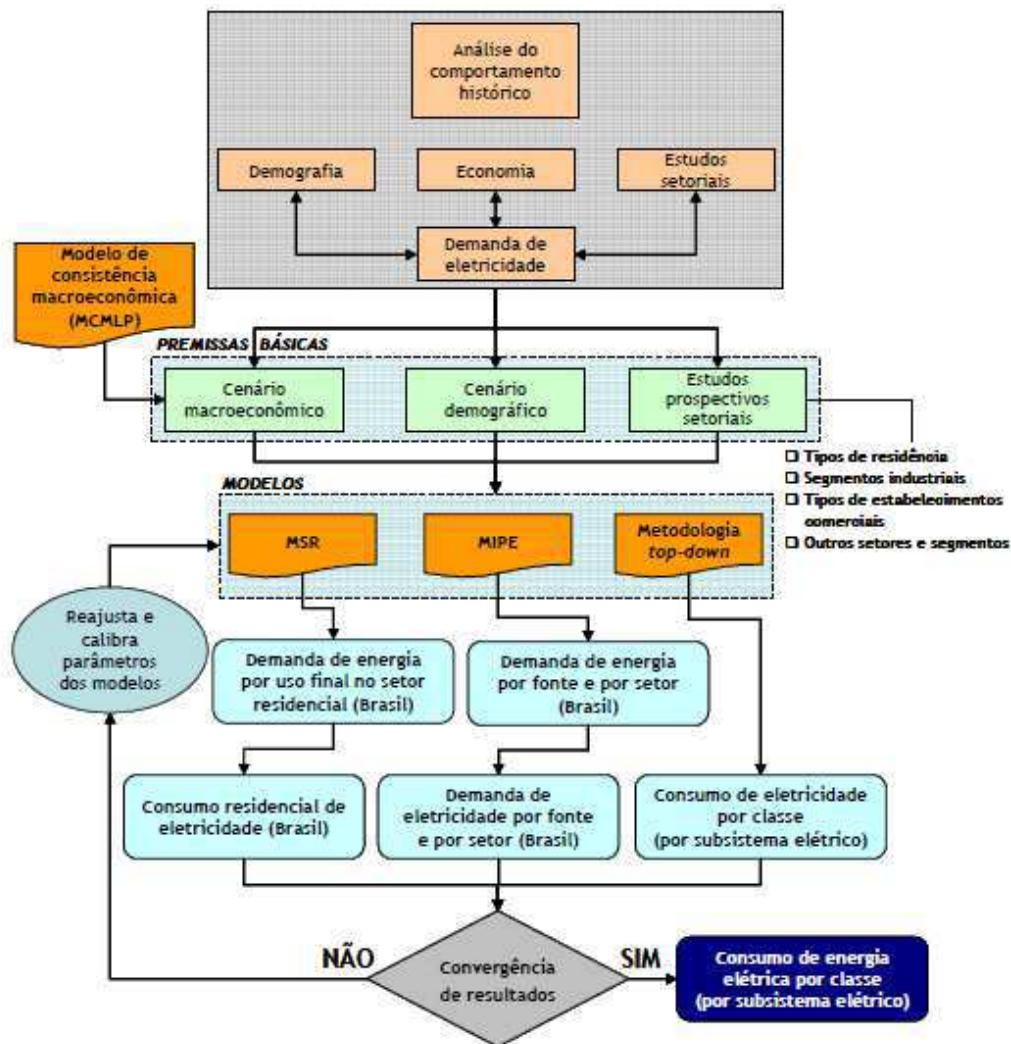 Análise do
comportamento
histórico
Demografia
Economia
Estudos
setoriais
Demanda de
eletricidade
Modelo de
consistência
macroeconômica
(MCMLP)
PREMISSAS BÁSICAS
Cenário
macroeconômico
Cenário
demográfico
Estudos
prospectivos
setoriais
❑ Tipos de residência
❑ Segmentos industriais
❑ Tipos de estabelecimentos
comerciais
❑ Outros setores e segmentos
MODELOS
MSR
MIPE
Metodologia
top-down
Reajusta e
calibra
parâmetros
dos modelos
Demanda de energia
por uso final no setor
residencial (Brasil)
Demanda de energia
por fonte e por setor
(Brasil)
Consumo residencial de
eletricidade (Brasil)
Demanda de
eletricidade por fonte
e por setor (Brasil)
Consumo de eletricidade
por classe
(por subsistema elétrico)
NÃO
Convergência
de resultados
SIM
Consumo de energia
elétrica por classe
(por subsistema elétrico)